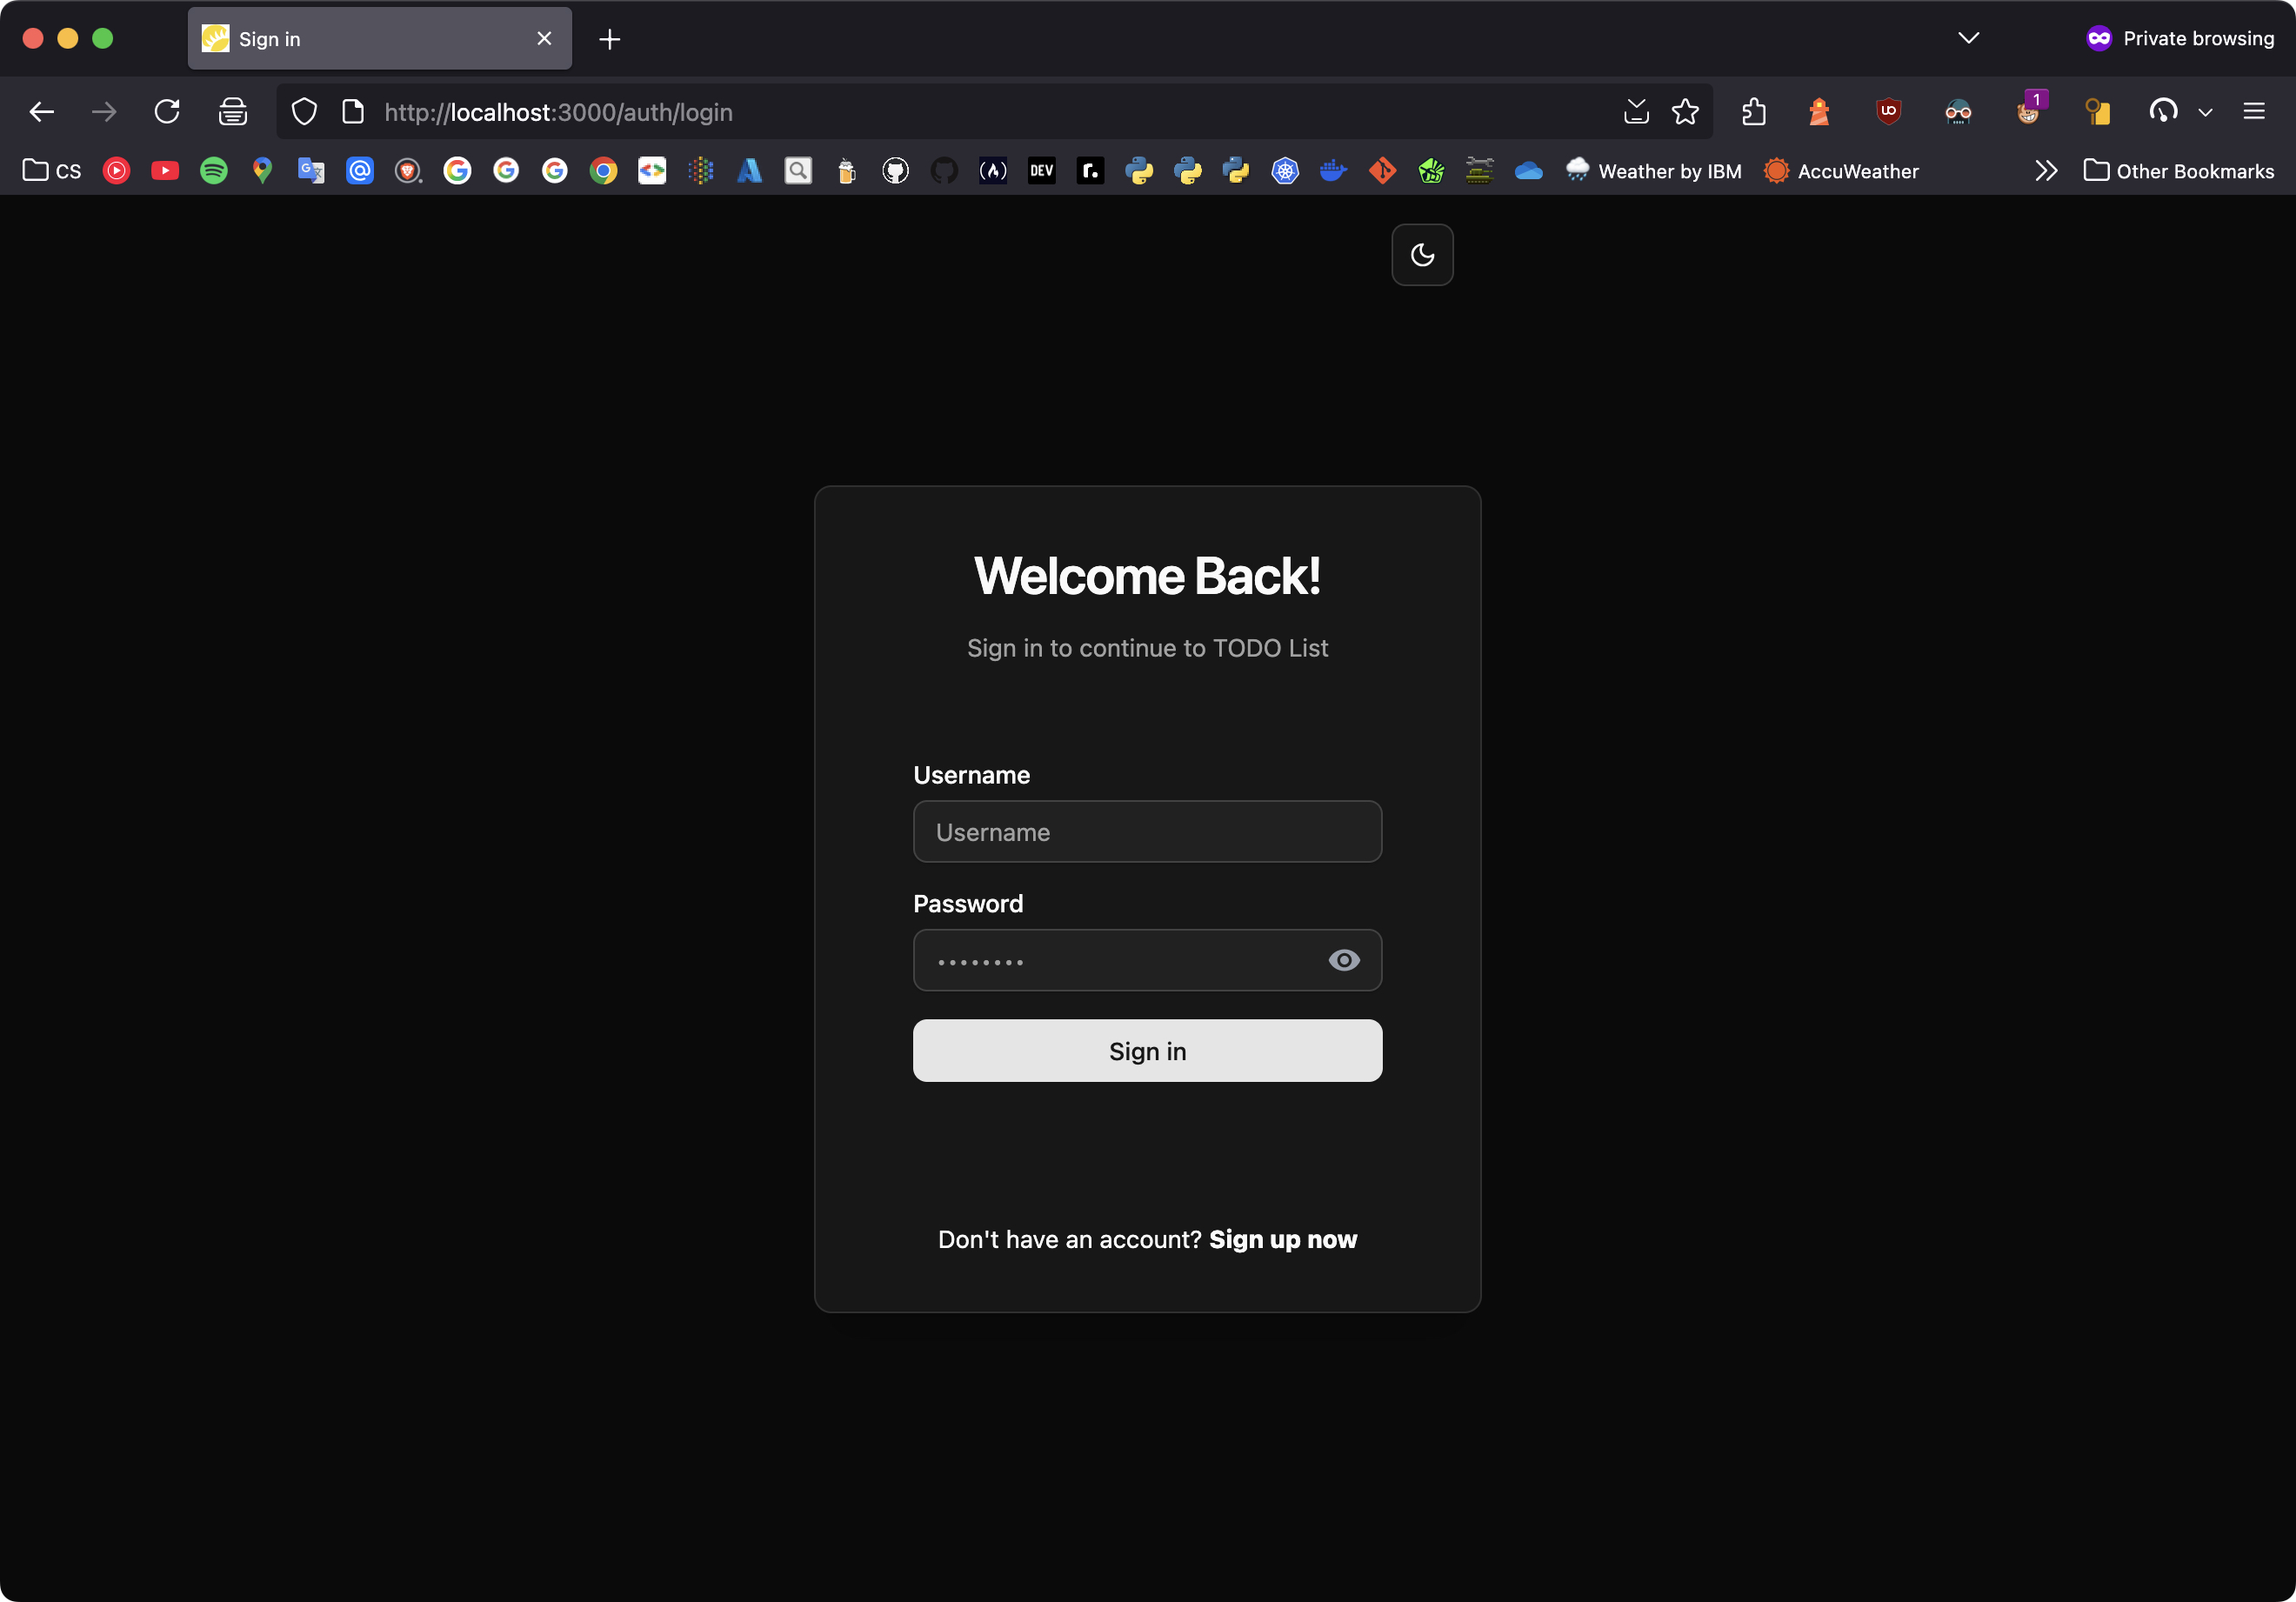 Sign in
Private browsing
http://localhost:3000/auth/login
1
CS
DEV
r.
Weather by IBM
AccuWeather
Other Bookmarks
Welcome Back!
Sign in to continue to TODO List
Username
Username
Password
••••••••
Sign in
Don't have an account? Sign up now